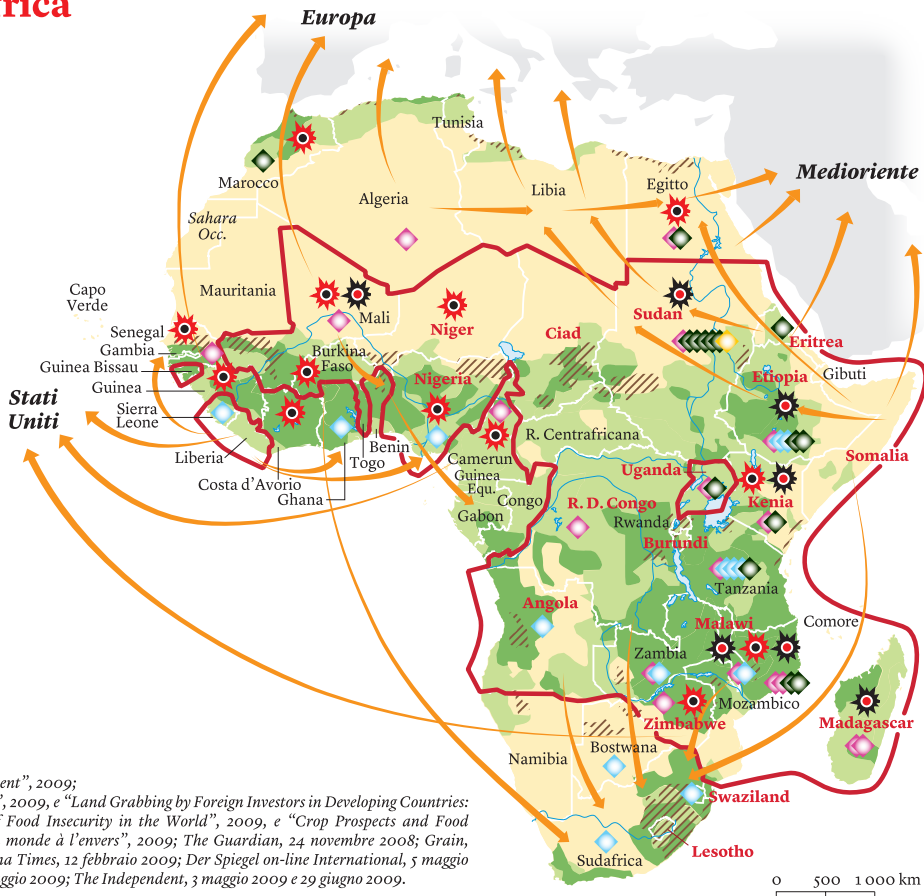 Europa
Tunisia
Medioriente
Marocco
Algeria
Libia
Egitto
Sahara
Occ.
Capo
Verde
Mauritania
Mali
Niger
Ciad
Sudan
Eritrea
Senegal
Gambia
Guinea Bissau
Guinea
Burkina
Faso
Nigeria
Etiopia
Gibuti
Stati
Uniti
Sierra
Leone
Liberia
Costa d’Avorio
Ghana
Togo
Benin
Camerun
Guinea
Equ.
Gabon
Congo
R. Centrafricana
Uganda
Kenia
Somalia
R. D. Congo
Rwanda
Burundi
Tanzania
Angola
Malawi
Comore
Zambia
Mozambico
Zimbabwe
Madagascar
Namibia
Bostwana
Swaziland
Sudafrica
Lesotho
ent”, 2009;
”, 2009, e “Land Grabbing by Foreign Investors in Developing Countries:
Food Insecurity in the World”, 2009, e “Crop Prospects and Food
monde à l’envers”, 2009; The Guardian, 24 novembre 2008; Grain,
na Times, 12 febbraio 2009; Der Spiegel on-line International, 5 maggio
ggio 2009; The Independent, 3 maggio 2009 e 29 giugno 2009.
0 500 1 000 km